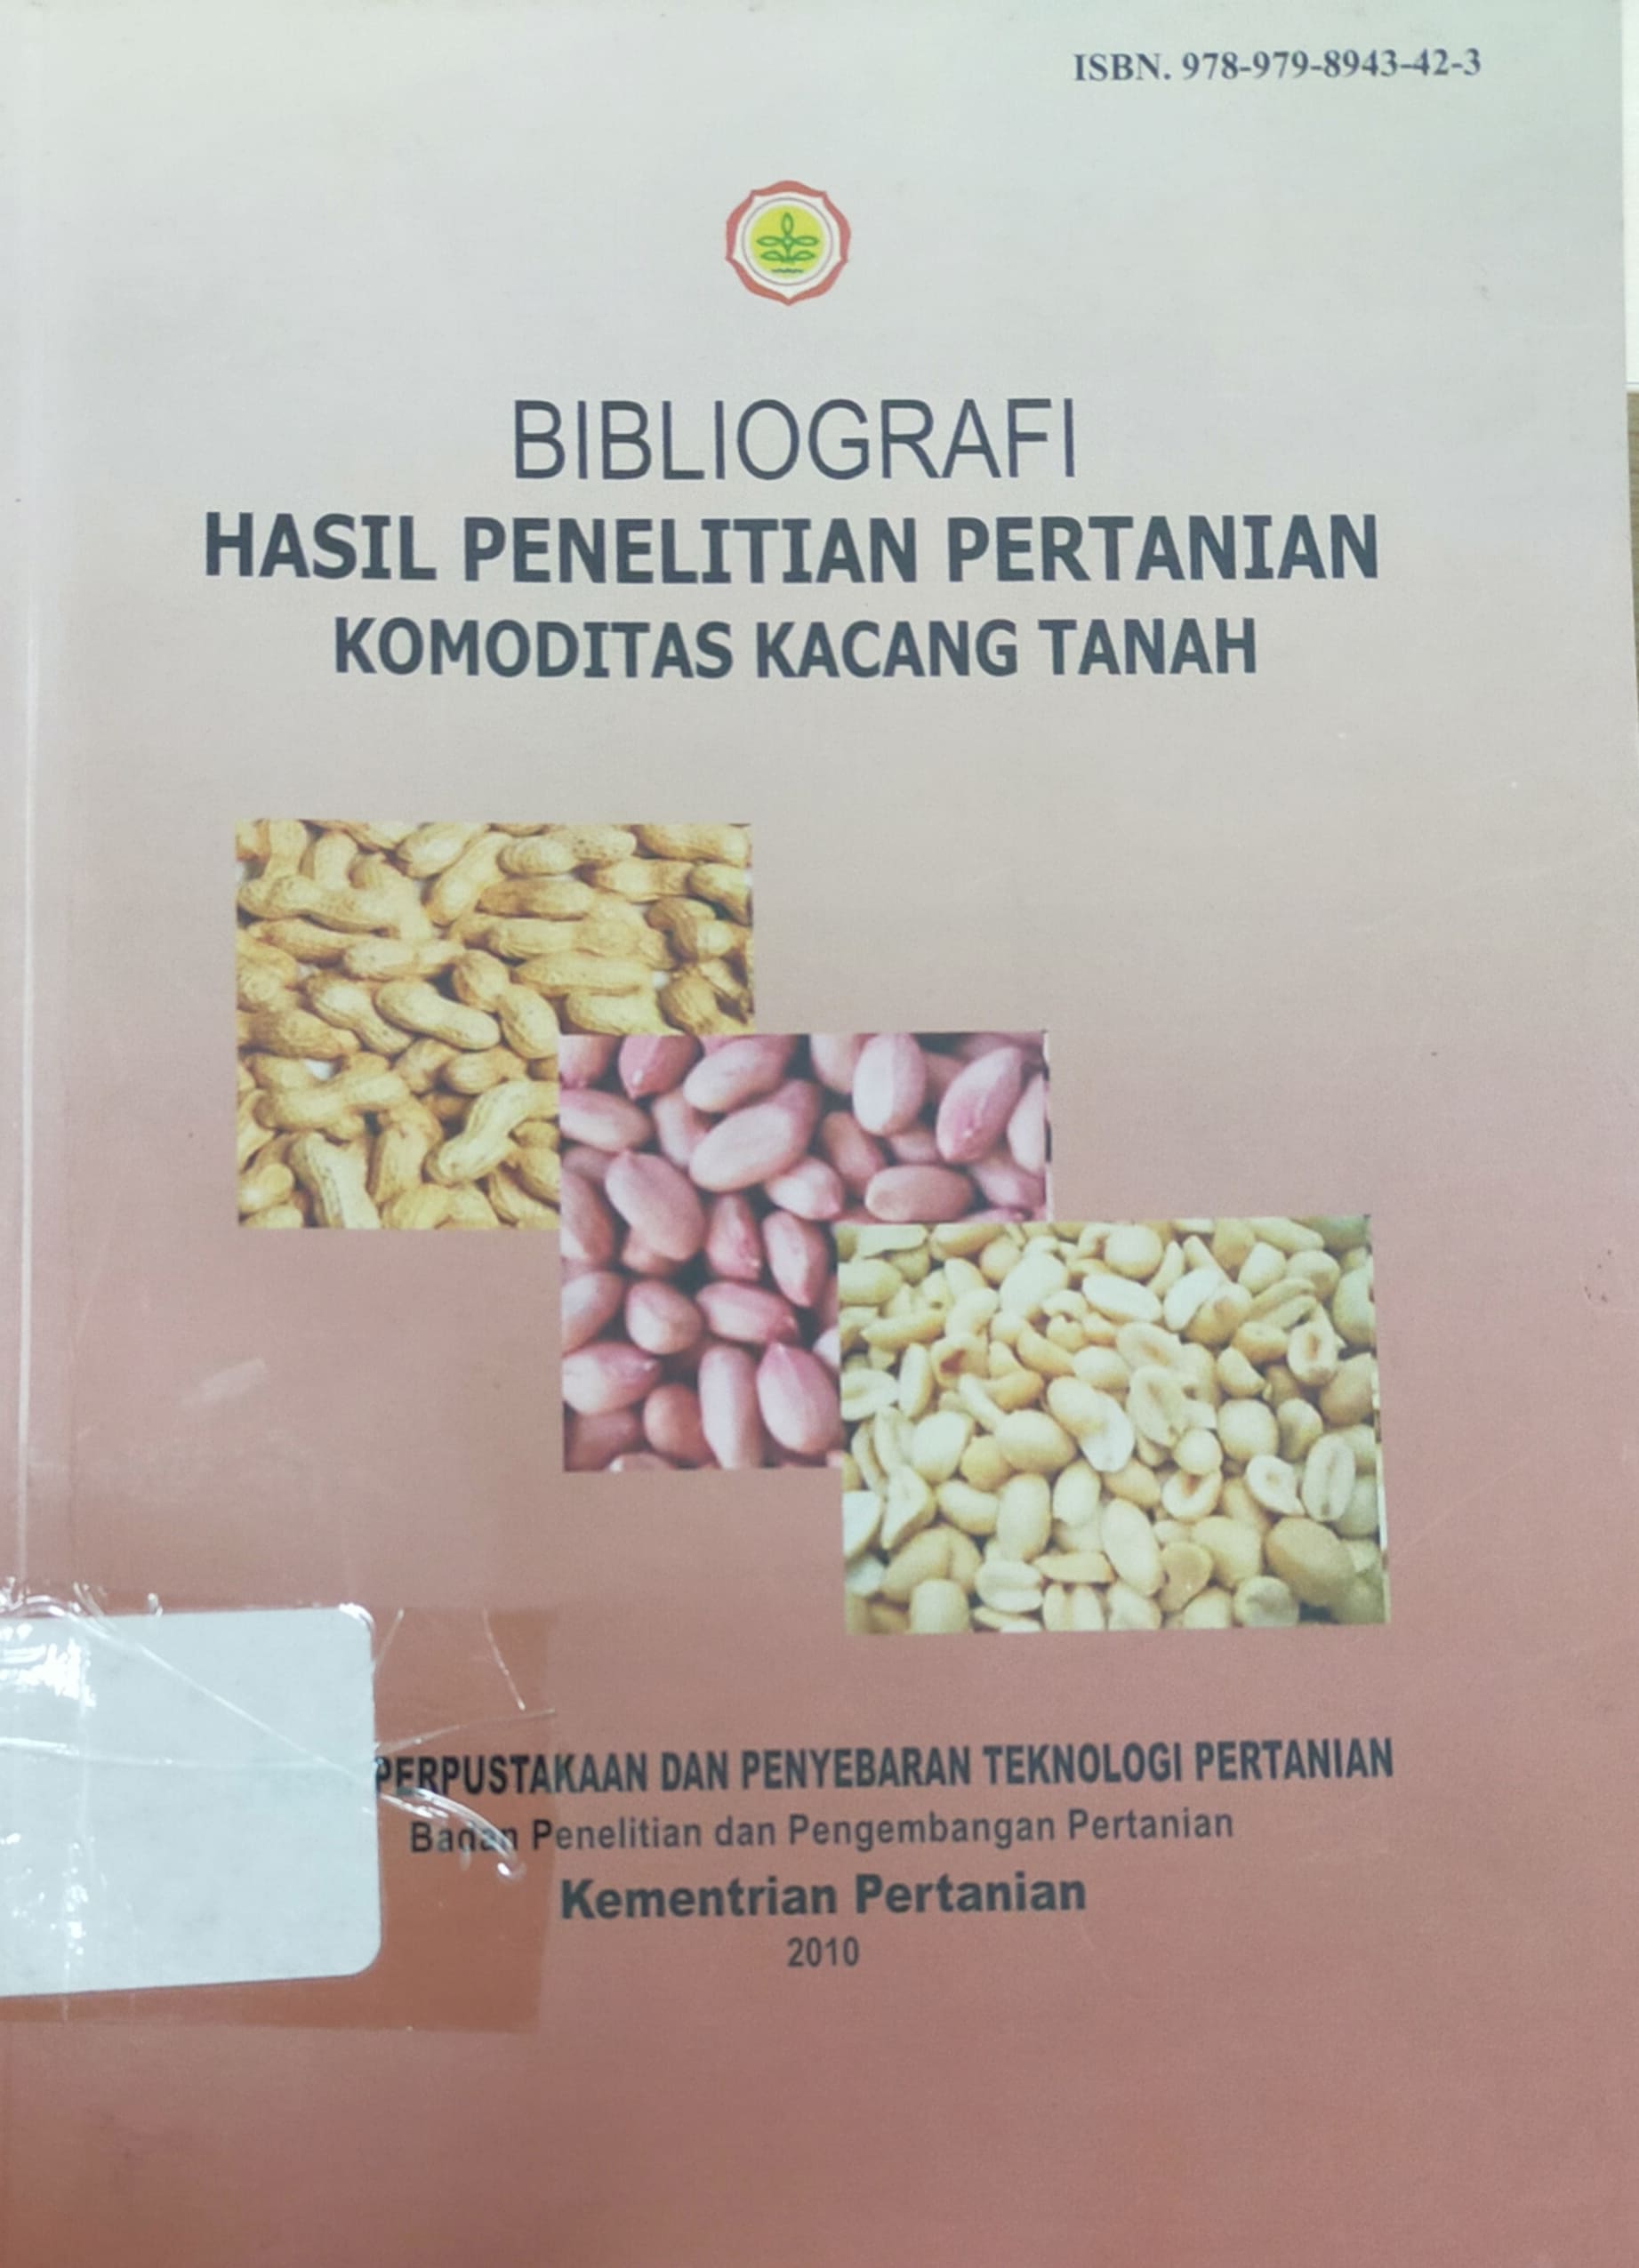 ISBN. 978-979-8943-42-3
BIBLIOGRAFI
HASIL PENELITIAN PERTANIAN
KOMODITAS KACANG TANAH
PERPUSTAKAAN DAN PENYEBARAN TEKNOLOGI PERTANIAN
Badan Penelitian dan Pengembangan Pertanian
Kementrian Pertanian
2010